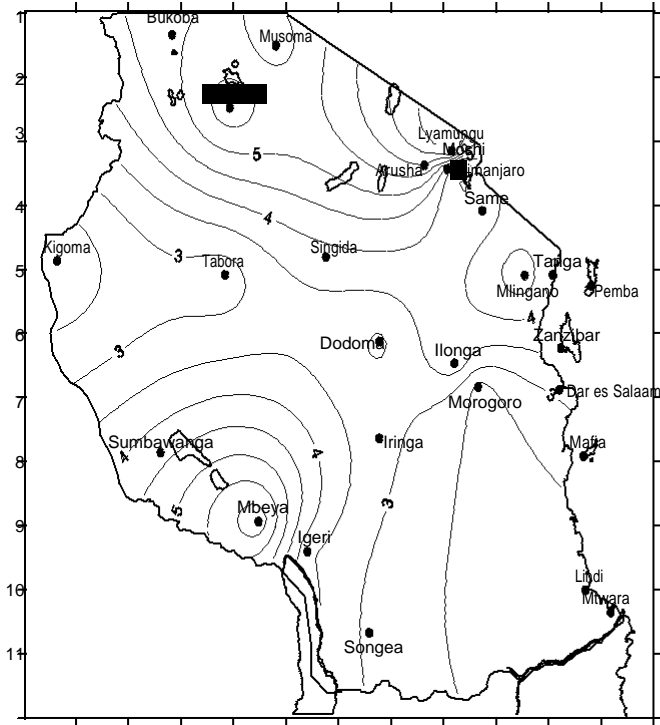 1
Bukoba
Musoma
2
3
Lyamungu
Moshi
5
5
Arusha
Kilimanjaro
Same
4
4
Kigoma
3
Tabora
Singida
Tanga
5
Mlingano
Pemba
4
6
Dodoma
Zanzibar
3
Ilonga
7
Morogoro
3
Dar es Salaam
Sumbawanga
4
4
Iringa
Mafia
8
5
Mbeya
3
9
Igeri
10
Lindi
Mtwara
11
Songea